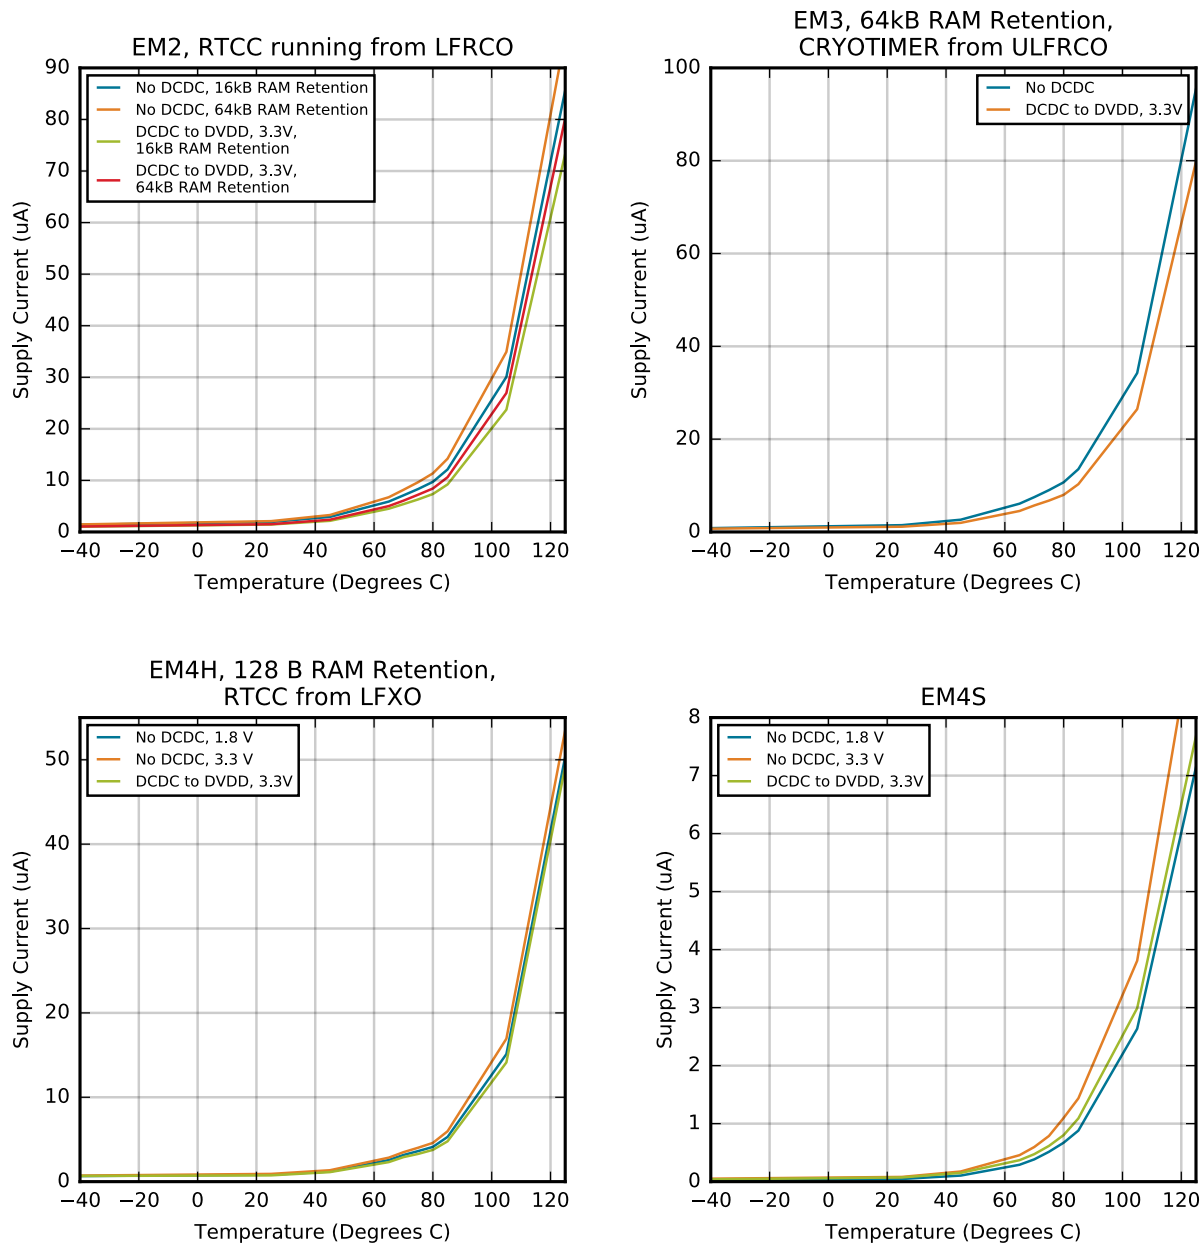 EM2, RTCC running from LFRCO
90
80
70
60
50
40
30
20
10
0
Supply Current (uA)
No DCDC, 16kB RAM Retention
No DCDC, 64kB RAM Retention
DCDC to DVDD, 3.3V,
16kB RAM Retention
DCDC to DVDD, 3.3V,
64kB RAM Retention
−40 −20 0 20 40 60 80 100 120
Temperature (Degrees C)
EM3, 64kB RAM Retention,
CRYOTIMER from ULFRCO
100
80
60
40
20
0
Supply Current (uA)
No DCDC
DCDC to DVDD, 3.3V
−40 −20 0 20 40 60 80 100 120
Temperature (Degrees C)
EM4H, 128 B RAM Retention,
RTCC from LFXO
50
40
30
20
10
0
Supply Current (uA)
No DCDC, 1.8 V
No DCDC, 3.3 V
DCDC to DVDD, 3.3V
−40 −20 0 20 40 60 80 100 120
Temperature (Degrees C)
EM4S
8
7
6
5
4
3
2
1
0
Supply Current (uA)
No DCDC, 1.8 V
No DCDC, 3.3 V
DCDC to DVDD, 3.3V
−40 −20 0 20 40 60 80 100 120
Temperature (Degrees C)